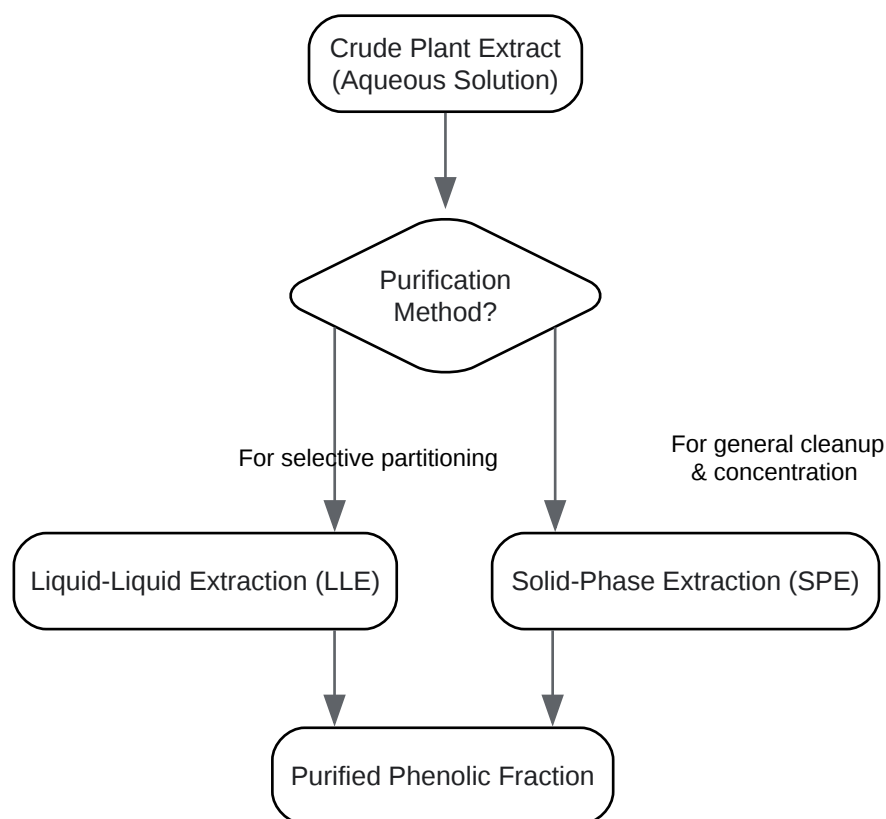 Crude Plant Extract
(Aqueous Solution)
Purification
Method?
For selective partitioning
For general cleanup
& concentration
Liquid-Liquid Extraction (LLE)
Solid-Phase Extraction (SPE)
Purified Phenolic Fraction